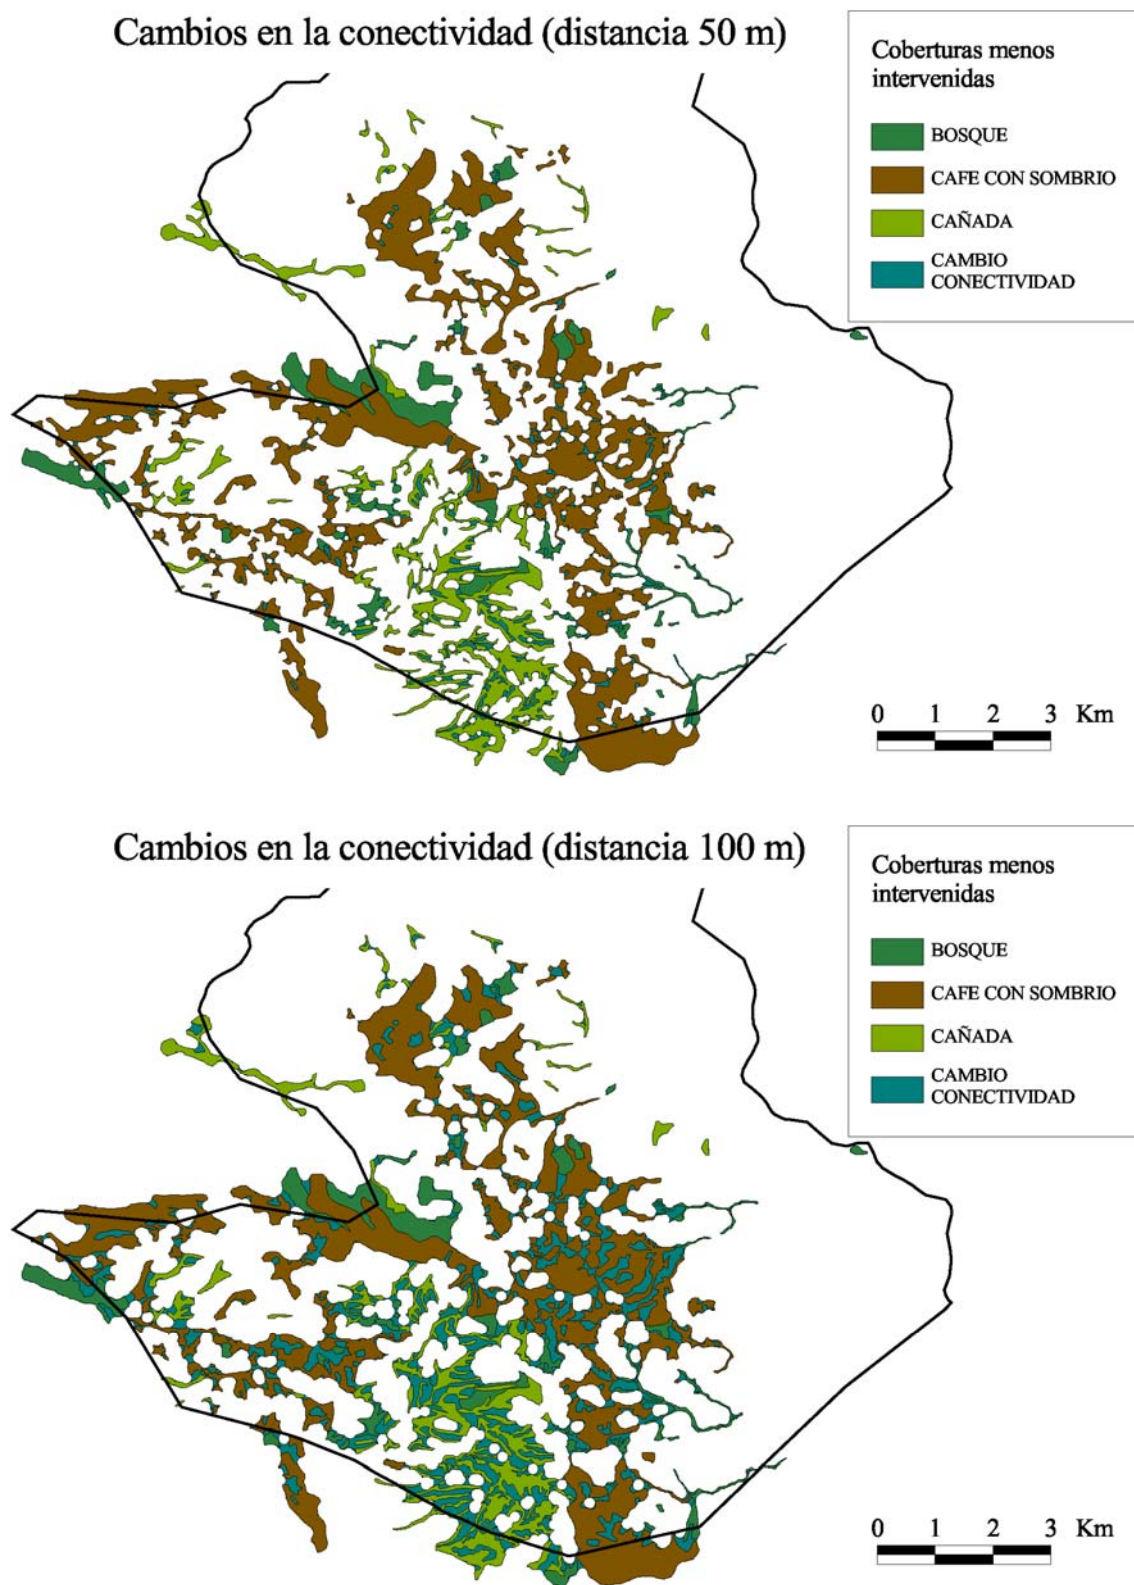 Cambios en la conectividad (distancia 50 m)
Coberturas menos
intervenidas
BOSQUE
CAFE CON SOMBRIO
CAÑADA
CAMBIO
CONECTIVIDAD
0 1 2 3 Km
Cambios en la conectividad (distancia 100 m)
Coberturas menos
intervenidas
BOSQUE
CAFE CON SOMBRIO
CAÑADA
CAMBIO
CONECTIVIDAD
0 1 2 3 Km